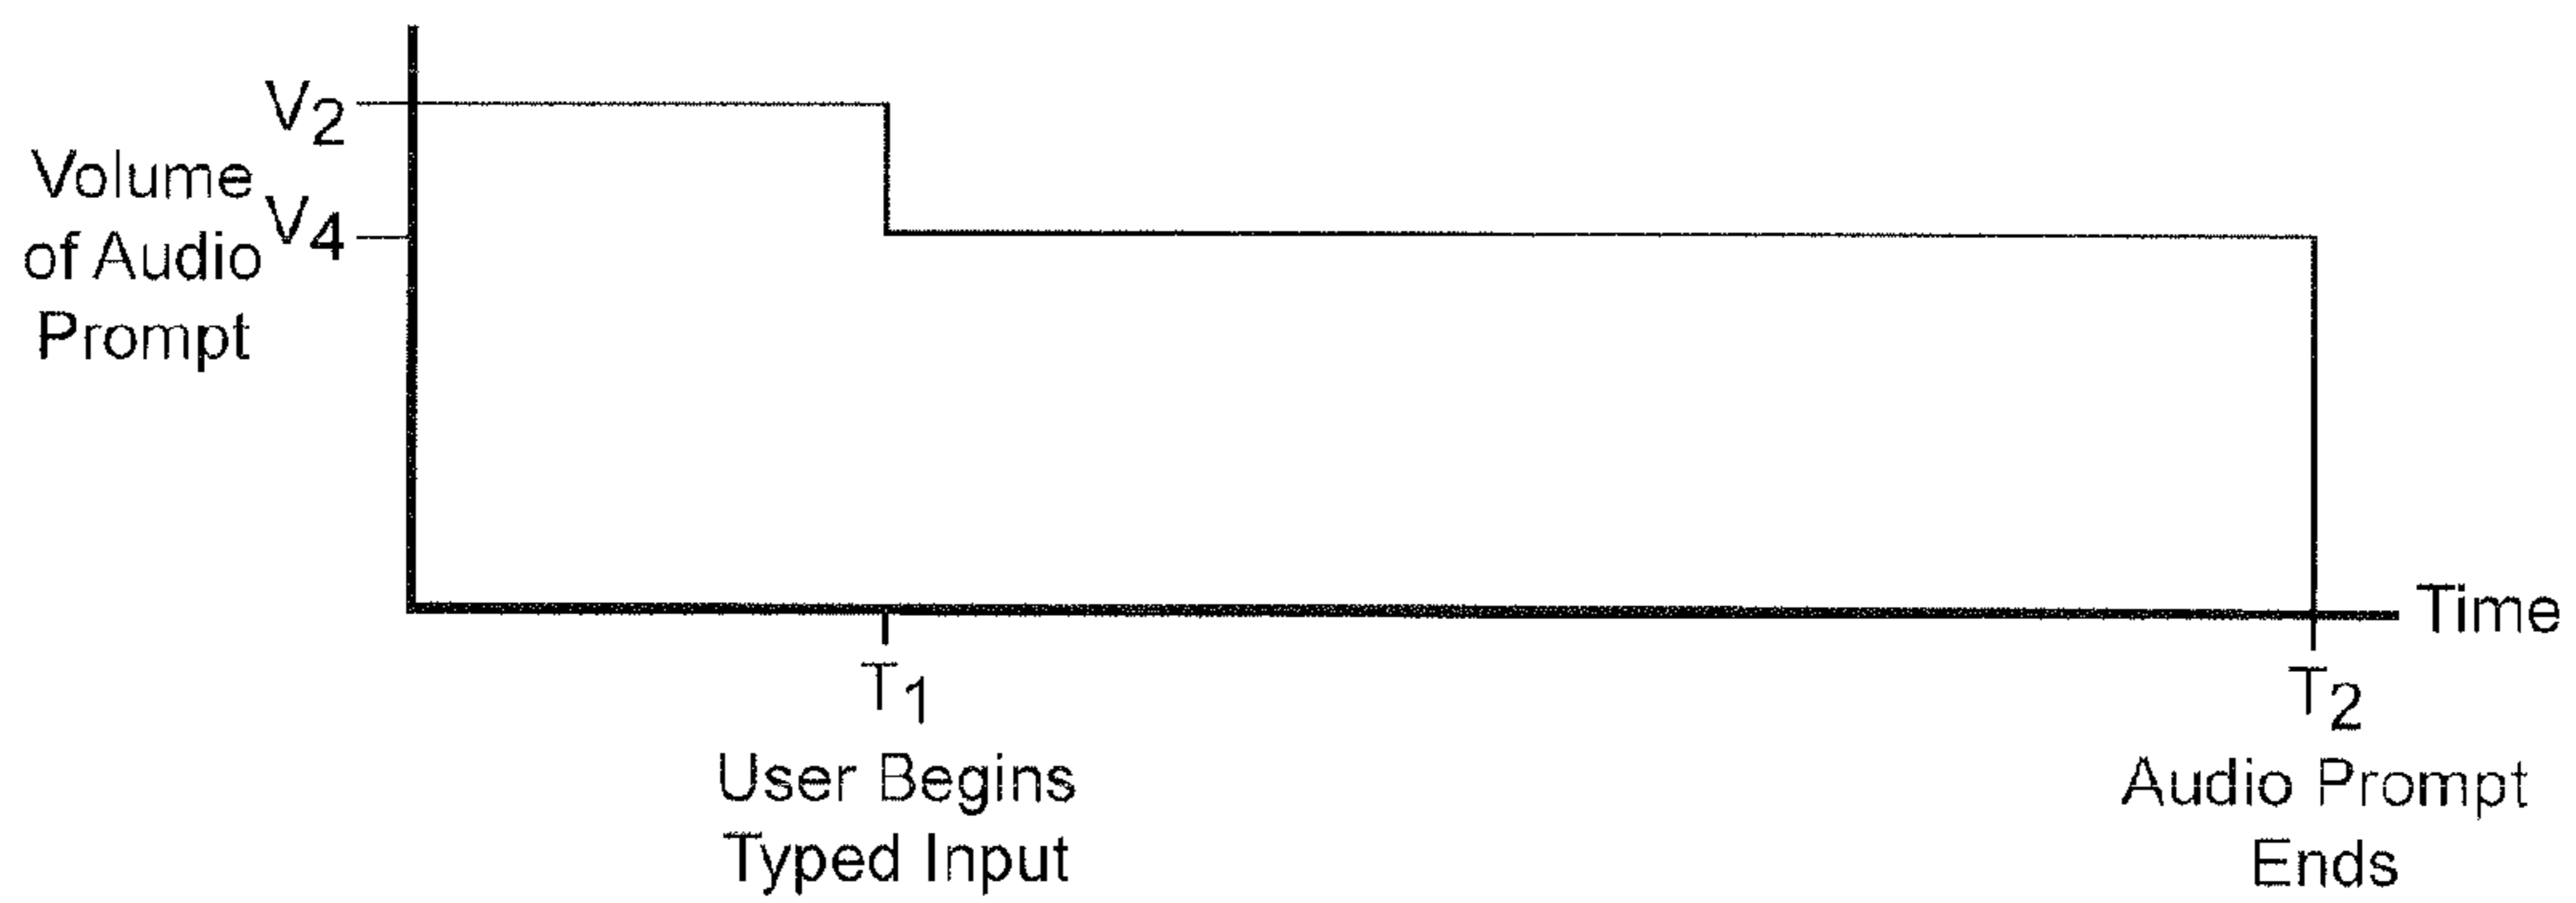 V2
Volume
of Audio
Prompt
V4
Time
T1
User Begins
Typed Input
T2
Audio Prompt
Ends